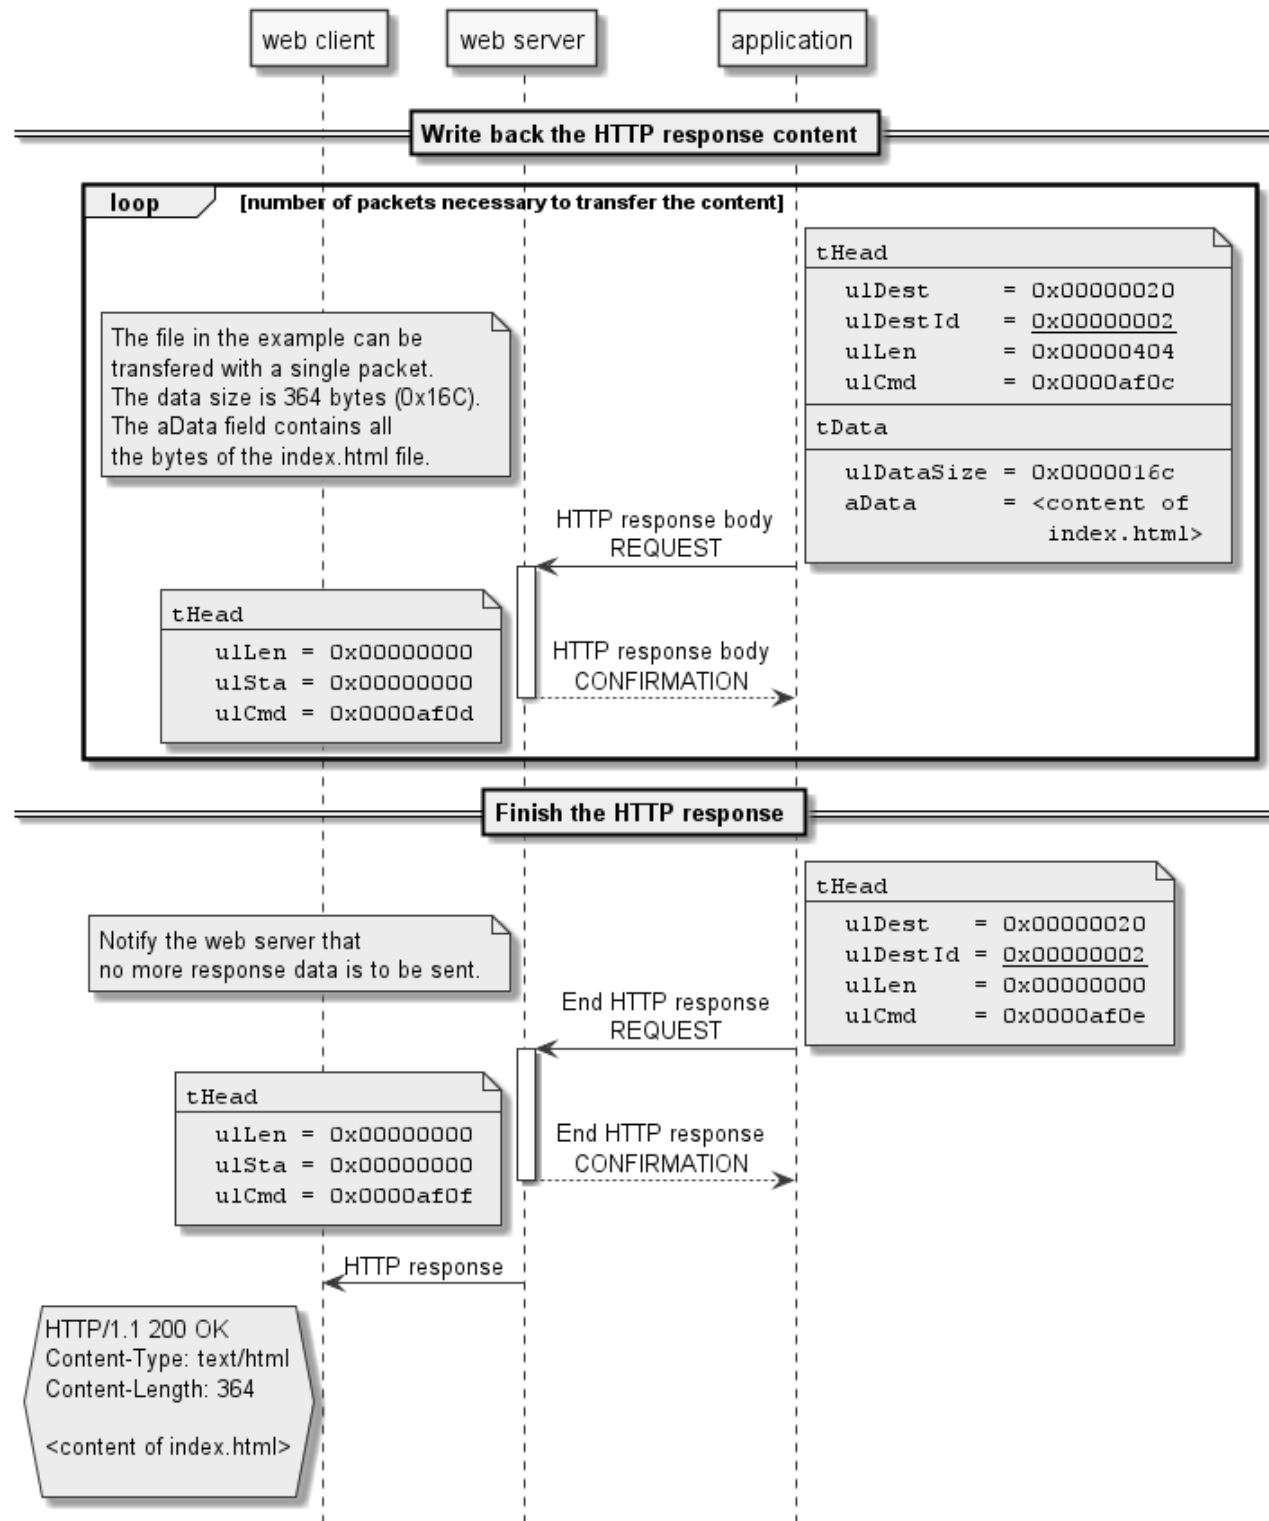 web client
web server
application
Write back the HTTP response content
loop
[number of packets necessary to transfer the content]
tHead
ulDest = 0x00000020
ulDestId = 0x00000002
ulLen = 0x00000404
ulCmd = 0x0000af0c
tData
ulDataSize = 0x0000016c
aData = <content of
index.html>
The file in the example can be
transfered with a single packet.
The data size is 364 bytes (0x16C).
The aData field contains all
the bytes of the index.html file.
HTTP response body
REQUEST
tHead
ulLen = 0x00000000
ulSta = 0x00000000
ulCmd = 0x0000af0d
HTTP response body
CONFIRMATION
Finish the HTTP response
tHead
ulDest = 0x00000020
ulDestId = 0x00000002
ulLen = 0x00000000
ulCmd = 0x0000af0e
Notify the web server that
no more response data is to be sent.
End HTTP response
REQUEST
tHead
ulLen = 0x00000000
ulSta = 0x00000000
ulCmd = 0x0000af0f
End HTTP response
CONFIRMATION
HTTP response
HTTP/1.1 200 OK
Content-Type: text/html
Content-Length: 364
<content of index.html>